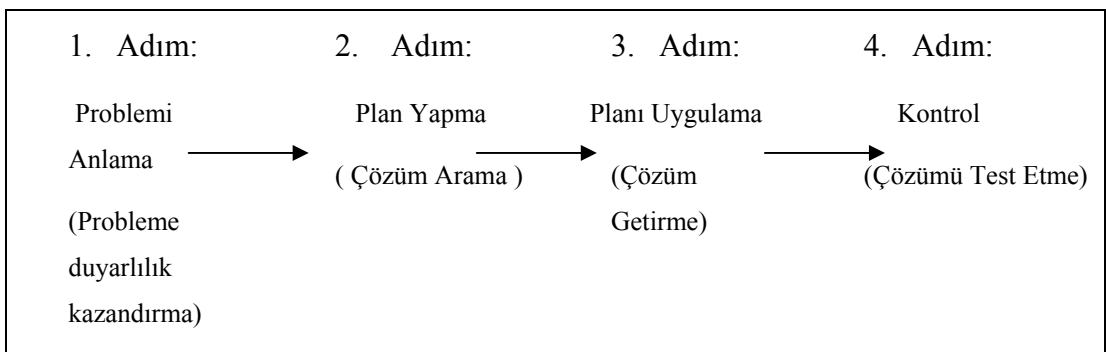 1. Adım:
Problemi
Anlama
(Probleme
duyarlılık
kazandırma)
2. Adım:
Plan Yapma
( Çözüm Arama )
3. Adım:
Planı Uygulama
(Çözüm
Getirme)
4. Adım:
Kontrol
(Çözümü Test Etme)